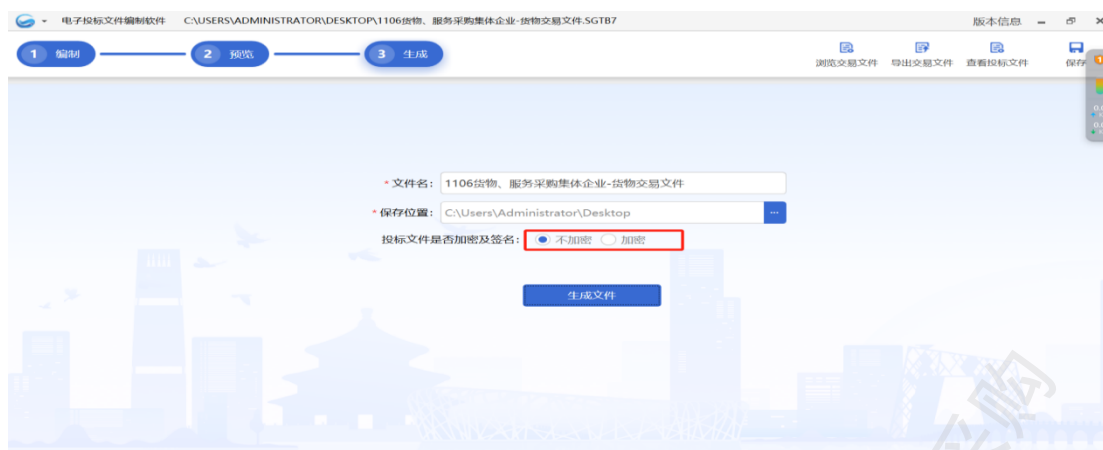 电子投标文件编制软件 C:\USERS\ADMINISTRATOR\DESKTOP\1106货物、服务采购集体企业-货物交易文件.SGTB7 版本信息
1 编制 2 预览 3 生成
浏览交易文件 导出交易文件 查看投标文件 保存
*文件名: 1106货物、服务采购集体企业-货物交易文件
*保存位置: C:\Users\Administrator\Desktop ...
投标文件是否加密及签名: 不加密 加密
生成文件
采购